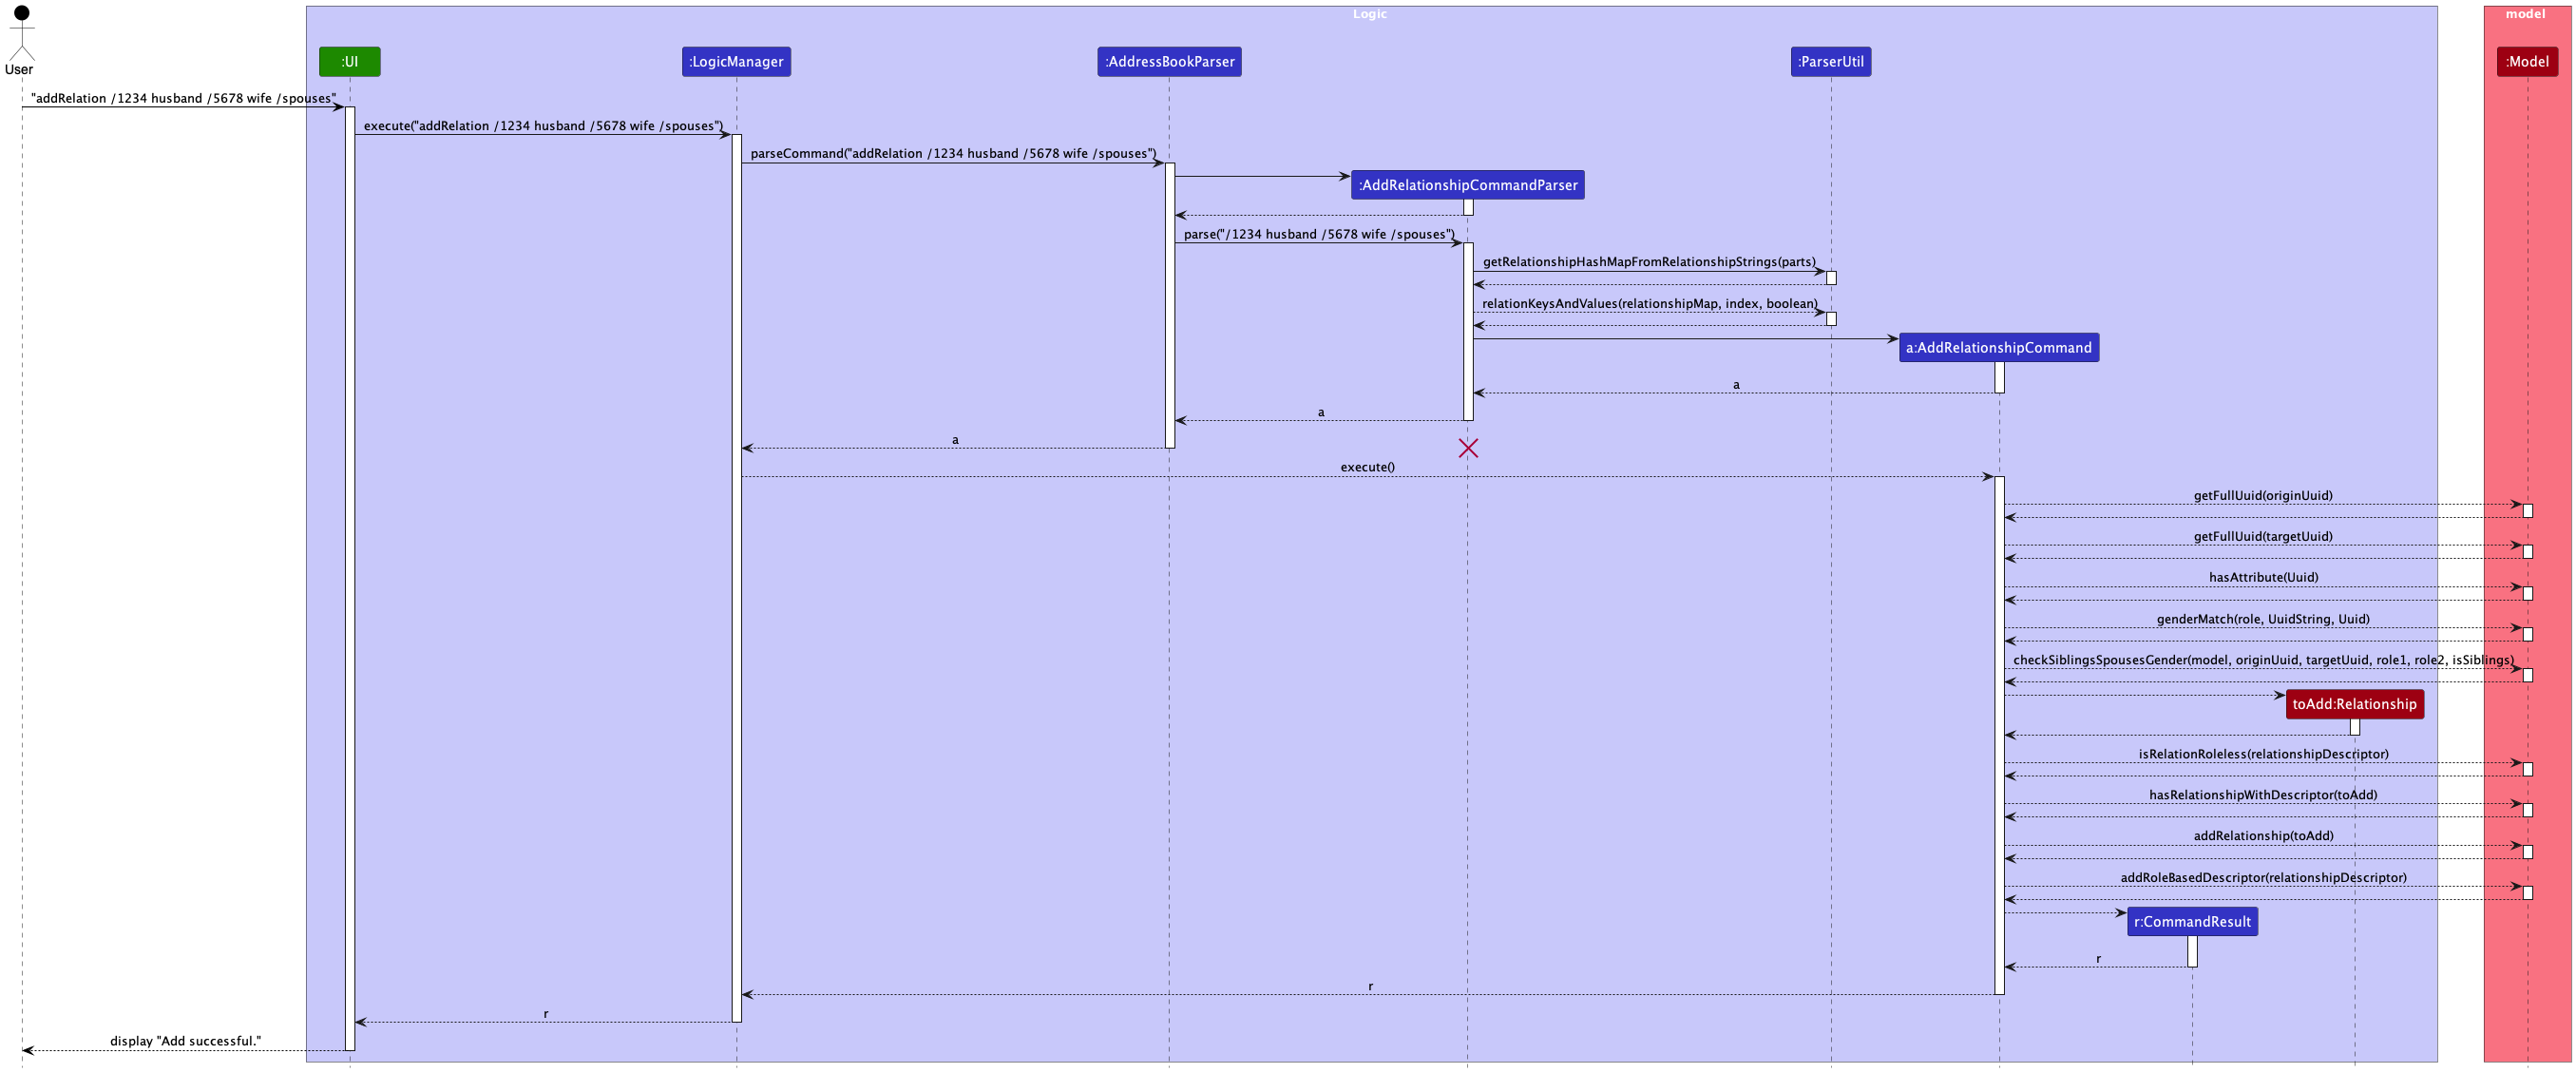 Logic
model
User
:UI
:LogicManager
:AddressBookParser
:ParserUtil
:Model
"addRelation /1234 husband /5678 wife /spouses"
execute("addRelation /1234 husband /5678 wife /spouses")
parseCommand("addRelation /1234 husband /5678 wife /spouses")
:AddRelationshipCommandParser
parse("/1234 husband /5678 wife /spouses")
getRelationshipHashMapFromRelationshipStrings(parts)
relationKeysAndValues(relationshipMap, index, boolean)
a:AddRelationshipCommand
a
a
a
execute()
getFullUuid(originUuid)
getFullUuid(targetUuid)
hasAttribute(Uuid)
genderMatch(role, UuidString, Uuid)
checkSiblingsSpousesGender(model, originUuid, targetUuid, role1, role2, isSiblings)
toAdd:Relationship
isRelationRoleless(relationshipDescriptor)
hasRelationshipWithDescriptor(toAdd)
addRelationship(toAdd)
addRoleBasedDescriptor(relationshipDescriptor)
r:CommandResult
r
r
r
display "Add successful."